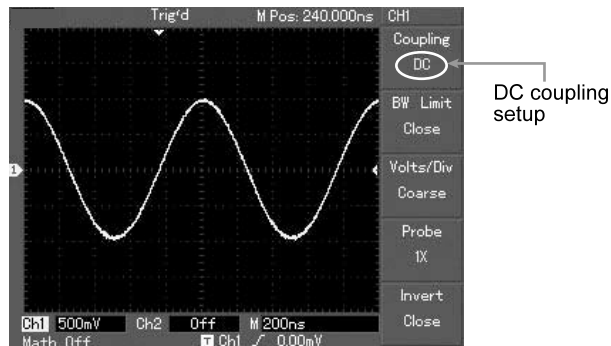 Trig'd M Pos: 240.000ns CH1
Coupling
DC
DC coupling
setup
BW Limit
Close
Volts/Div
Coarse
Probe
1X
Invert
Close
1
Ch1 500mV Ch2 Off M 200ns
Math Off T Ch1 / 0.00mV